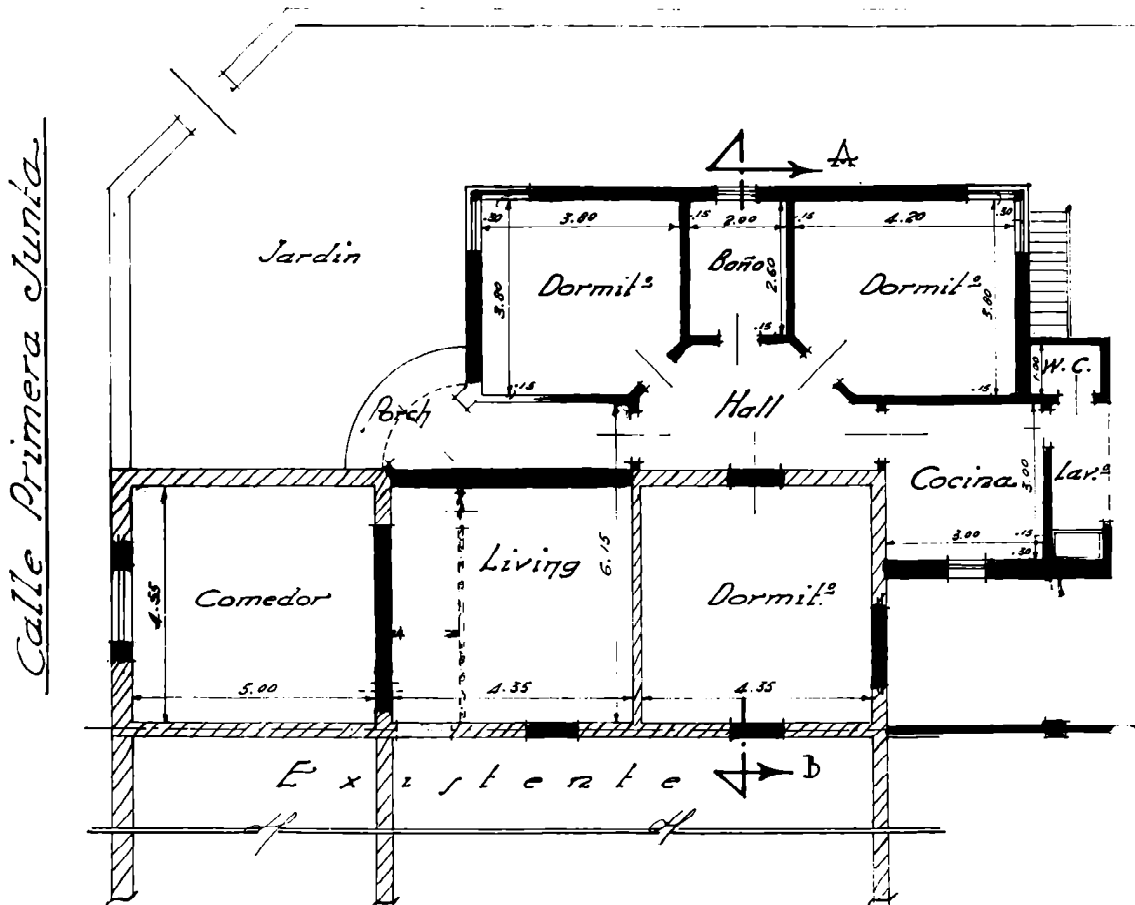 Calle Primera Junta
A
.30
3.80
.15
2.00
.15
4.20
.30
Jardin
Dormitº
3.80
Baño
2.60
Dormitº
3.80
.15
W.C.
1.00
.15
.15
Porch
Hall
Cocina
3.00
Lav.º
3.00
.15
.30
Living
6.15
Comedor
4.55
Dormitº
5.00
4.35
4.35
Existente
B